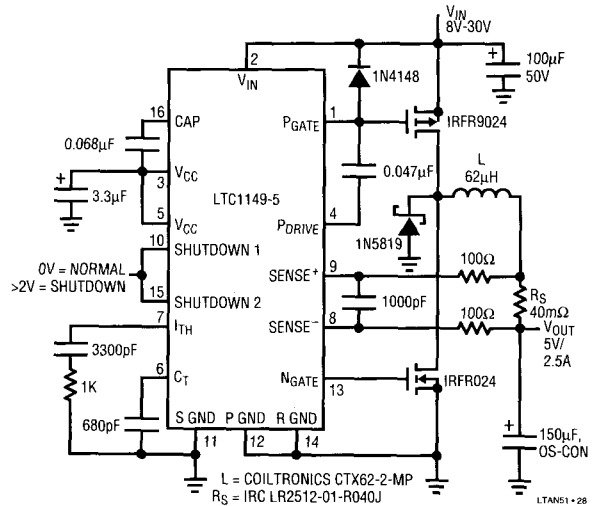 VIN
8V-30V
2
VIN
1N4148
100µF
50V
+
16
CAP
PGATE
1
IRFR9024
0.068µF
0.047µF
VCC
3
LTC1149-5
L
62µH
+
3.3µF
5
VCC
PDRIVE
4
1N5819
10
SHUTDOWN 1
0V = NORMAL
>2V = SHUTDOWN
SENSE+
9
100Ω
15
SHUTDOWN 2
1000pF
RS
40mΩ
7
ITH
SENSE−
8
100Ω
VOUT
5V/
2.5A
3300pF
1K
6
CT
NGATE
13
IRFR024
680pF
S GND
P GND
R GND
11
12
14
+
150µF,
OS-CON
L = COILTRONICS CTX62-2-MP
RS = IRC LR2512-01-R040J
LTAN51 • 28